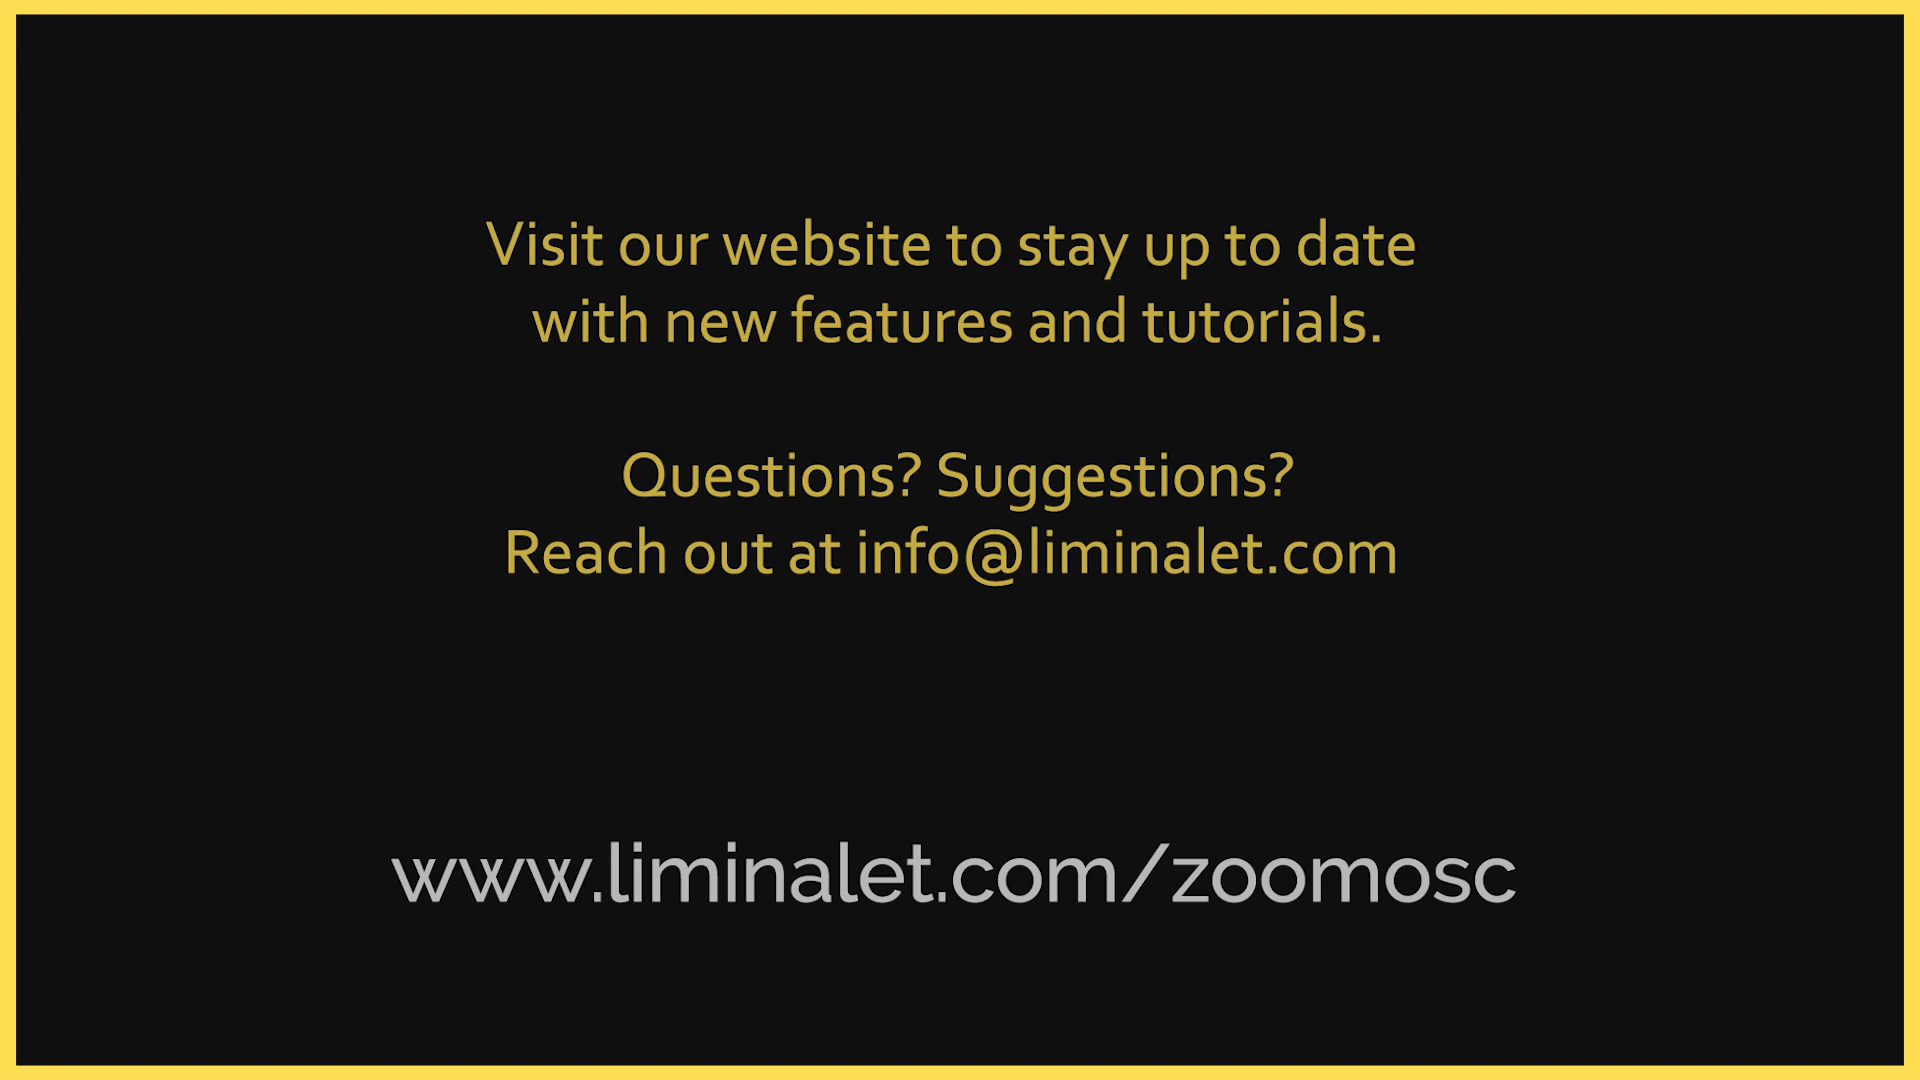 Visit our website to stay up to date
with new features and tutorials.
Questions? Suggestions?
Reach out at info@liminalet.com
www.liminalet.com/zoomosc